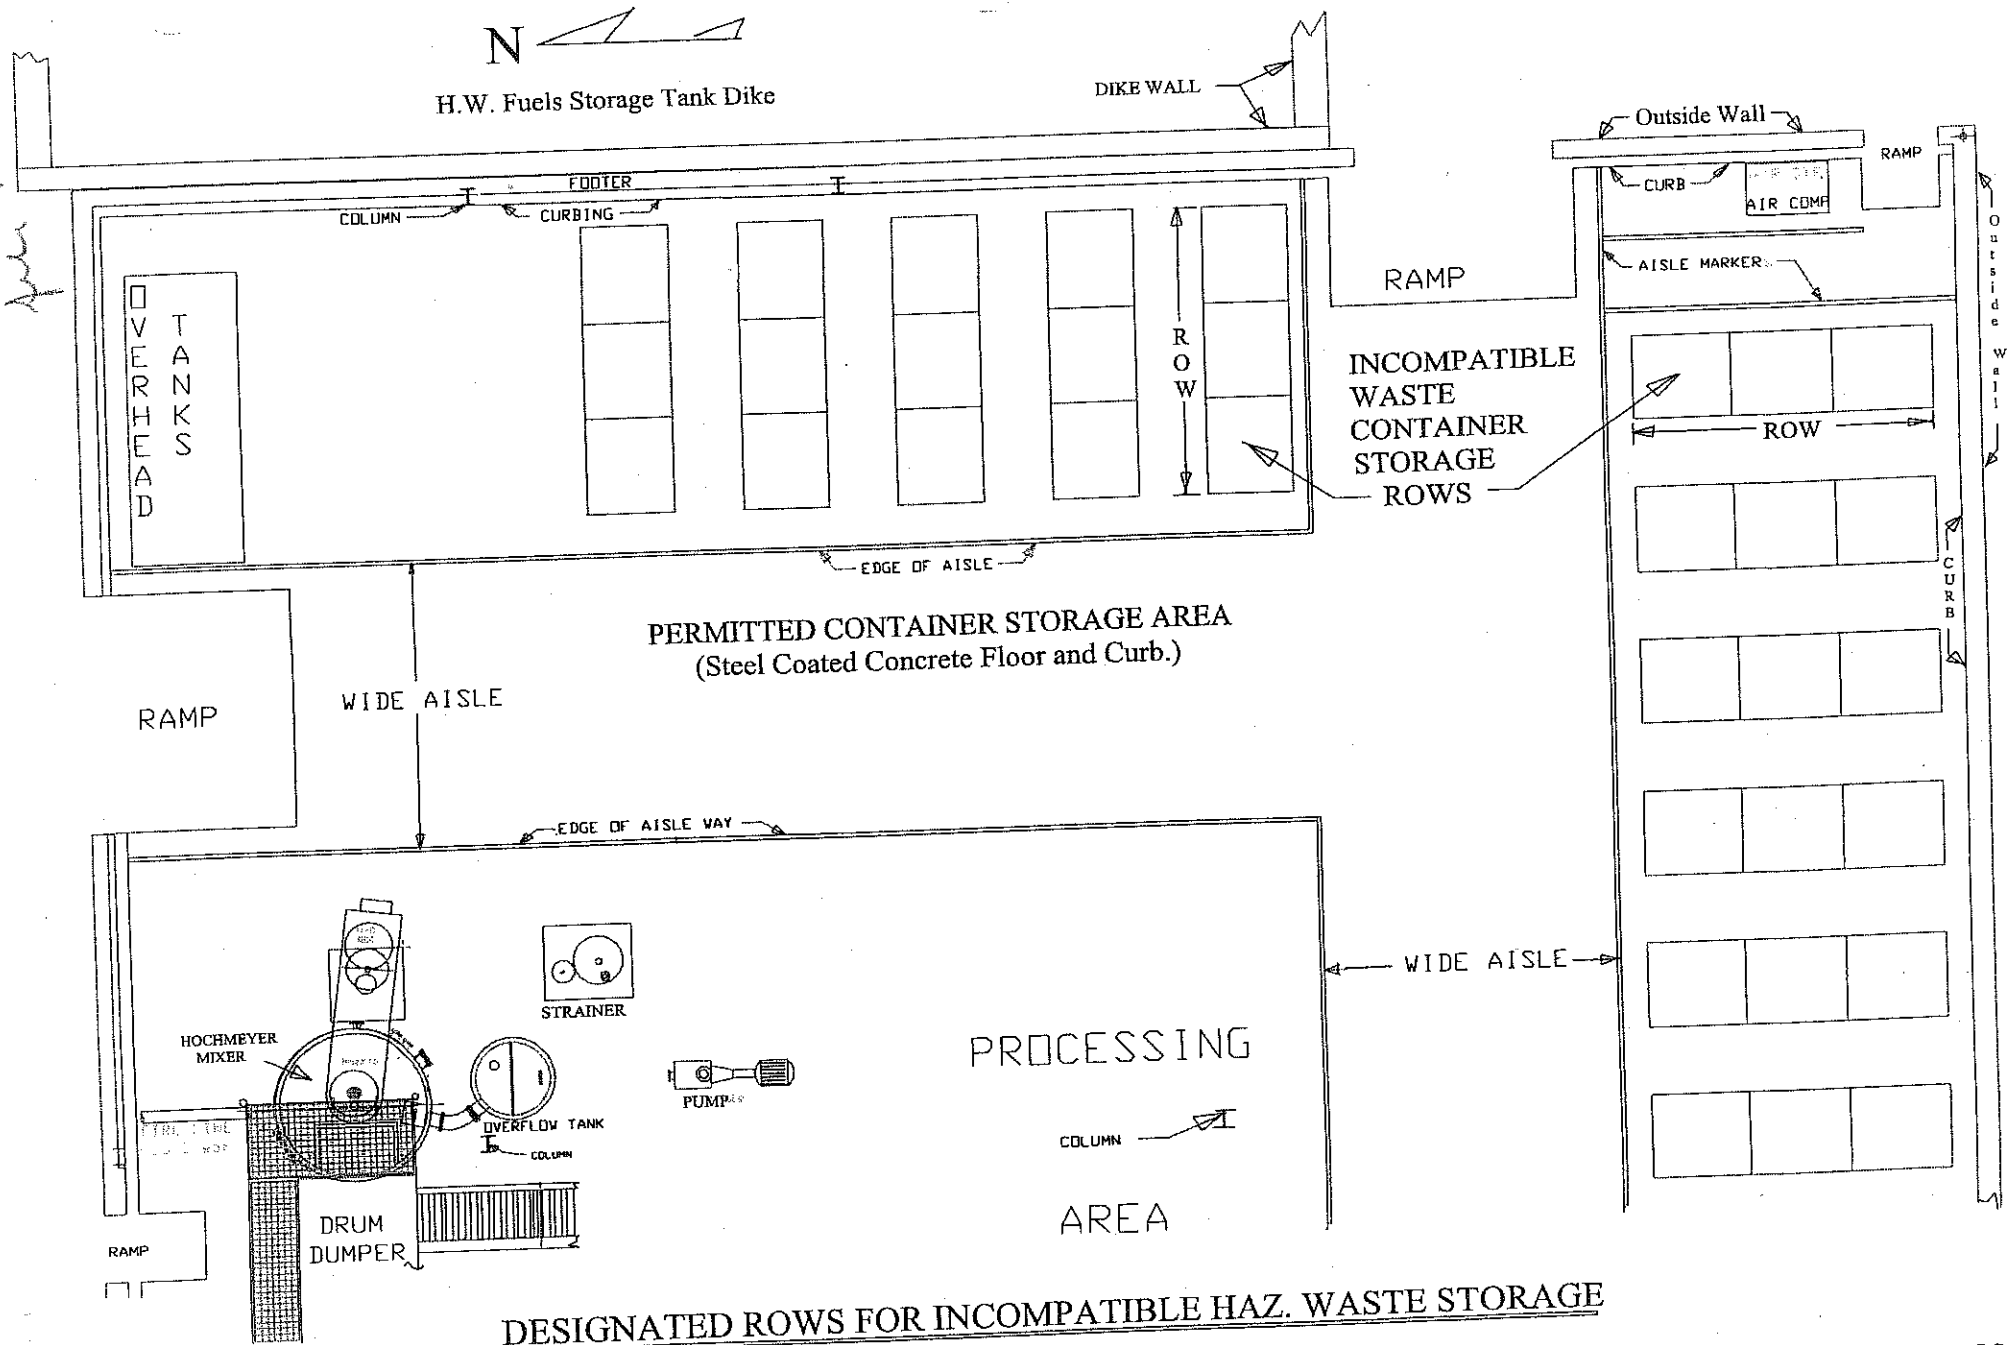 N
H.W. Fuels Storage Tank Dike
DIKE WALL
Outside Wall
RAMP
FOOTER
COLUMN
CURBING
CURB
AIR COMP
Outside Wall
AISLE MARKER
RAMP
OVERHEAD
TANKS
ROW
INCOMPATIBLE
WASTE
CONTAINER
STORAGE
ROWS
ROW
EDGE OF AISLE
CURB
PERMITTED CONTAINER STORAGE AREA
(Steel Coated Concrete Floor and Curb.)
RAMP
WIDE AISLE
EDGE OF AISLE WAY
WIDE AISLE
STRAINER
HOCHMEYER
MIXER
PROCESSING
AREA
PUMP
OVERFLOW TANK
COLUMN
COLUMN
DRUM
DUMPER
RAMP
DESIGNATED ROWS FOR INCOMPATIBLE HAZ. WASTE STORAGE